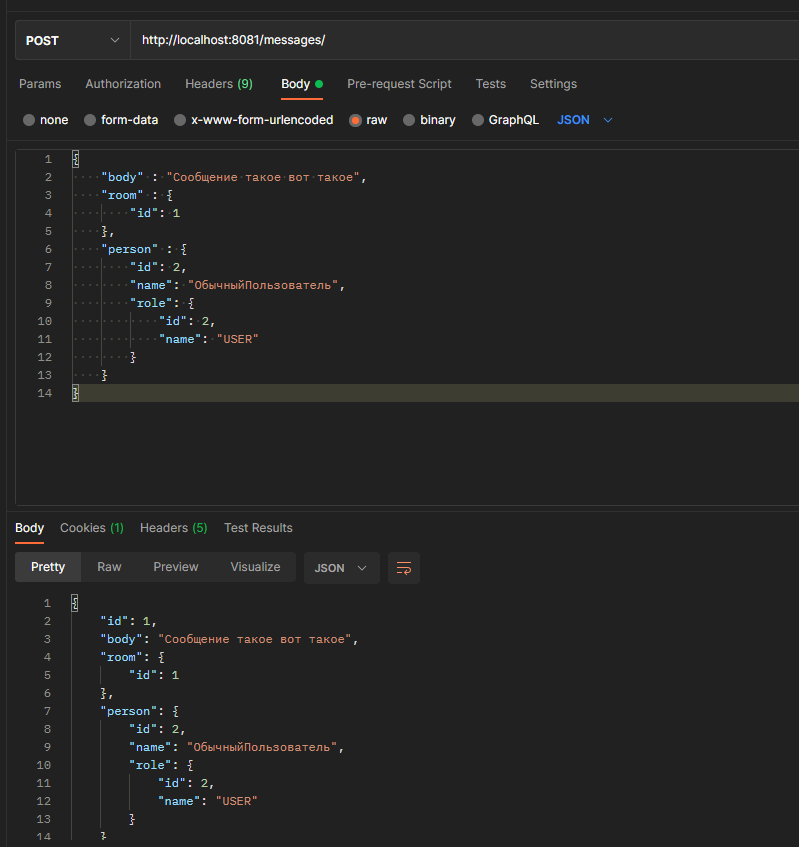 POST http://localhost:8081/messages/
Params Authorization Headers (9) Body Pre-request Script Tests Settings
none form-data x-www-form-urlencoded raw binary GraphQL JSON
1 {
2 "body" : "Сообщение такое вот такое",
3 "room" : {
4 "id": 1
5 },
6 "person" : {
7 "id": 2,
8 "name": "ОбычныйПользователь",
9 "role": {
10 "id": 2,
11 "name": "USER"
12 }
13 }
14 }
Body Cookies (1) Headers (5) Test Results
Pretty Raw Preview Visualize JSON
1 {
2 "id": 1,
3 "body": "Сообщение такое вот такое",
4 "room": {
5 "id": 1
6 },
7 "person": {
8 "id": 2,
9 "name": "ОбычныйПользователь",
10 "role": {
11 "id": 2,
12 "name": "USER"
13 }
14 }